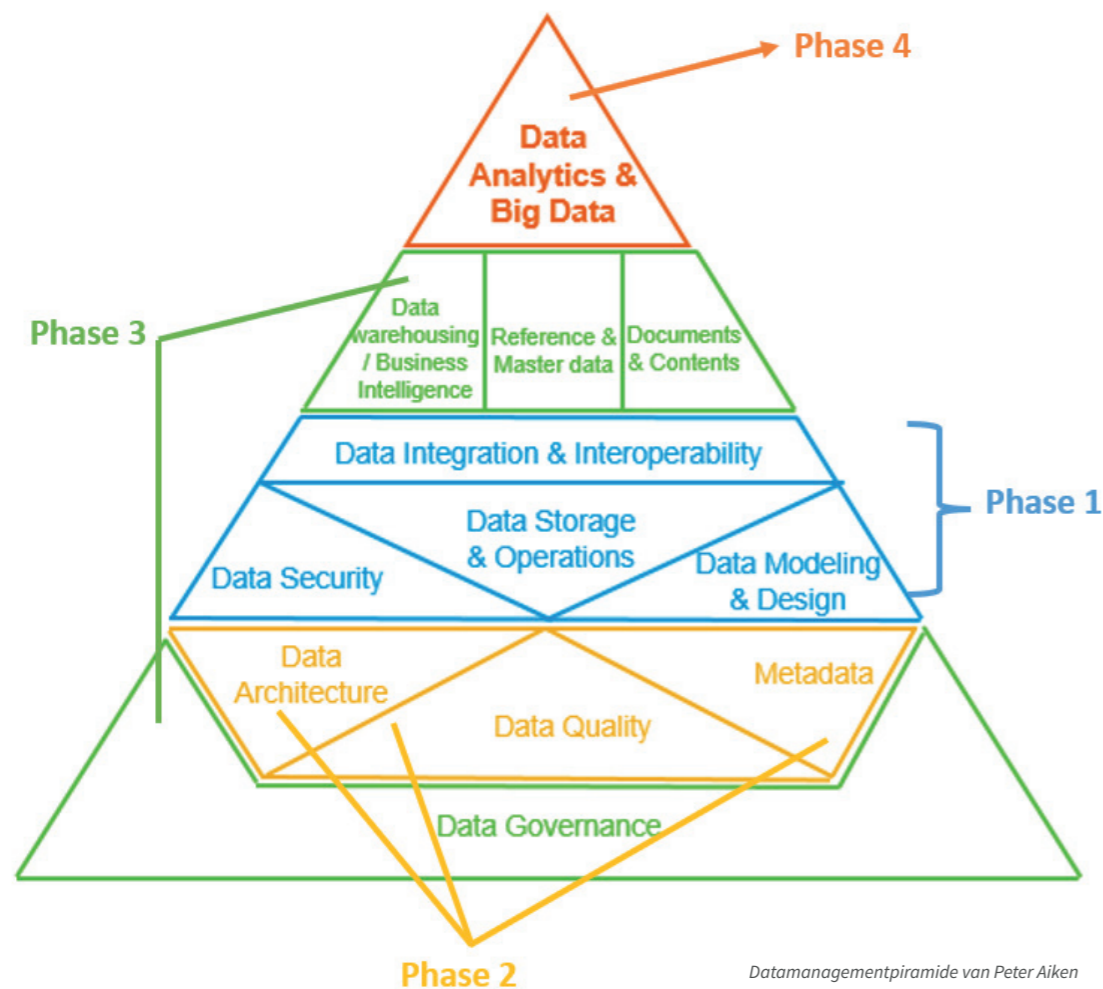 Phase 4
Data
Analytics &
Big Data
Phase 3
Data
warehousing
/ Business
Intelligence
Reference &
Master data
Documents
& Contents
Data Integration & Interoperability
Phase 1
Data Storage
& Operations
Data Security
Data Modeling
& Design
Data
Architecture
Metadata
Data Quality
Data Governance
Phase 2
Datamanagementpiramide van Peter Aiken